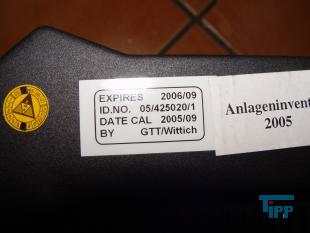 EXPIRES 2006/09
ID.NO. 05/425020/1
DATE CAL 2005/09
BY GTT/Wittich
Anlageninvent
2005
TIPP